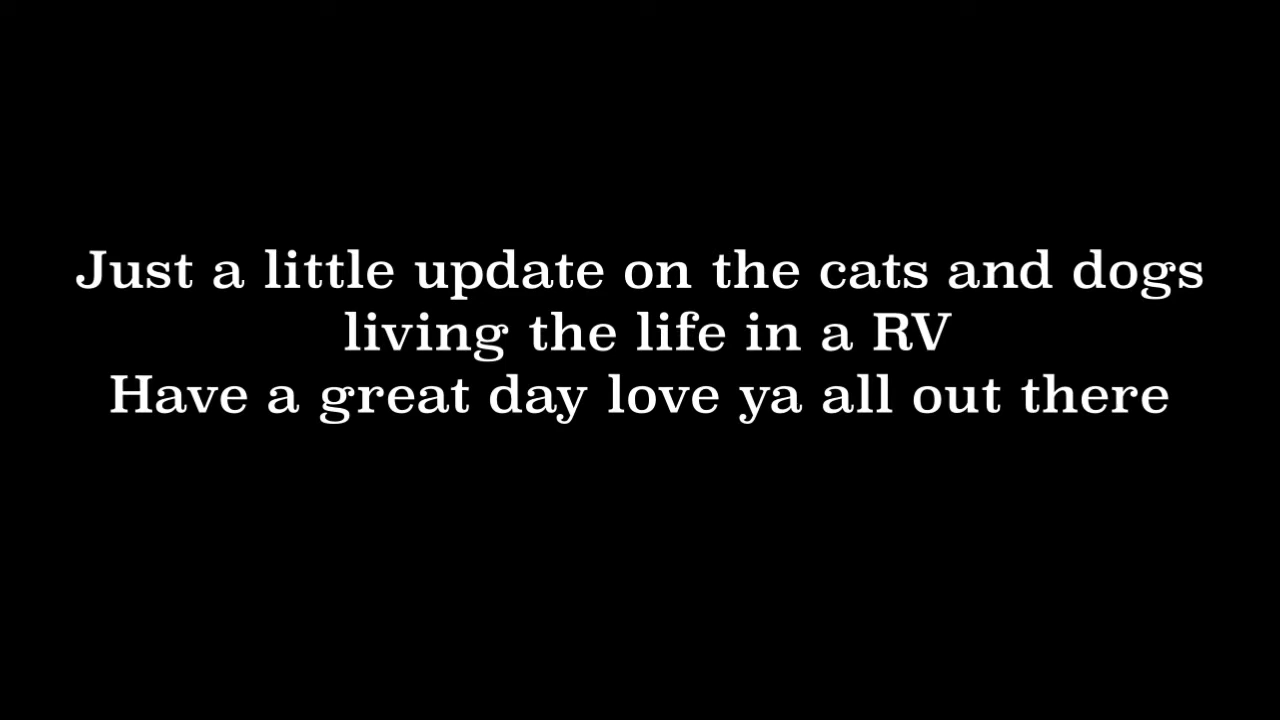 Just a little update on the cats and dogs
living the life in a RV
Have a great day love ya all out there